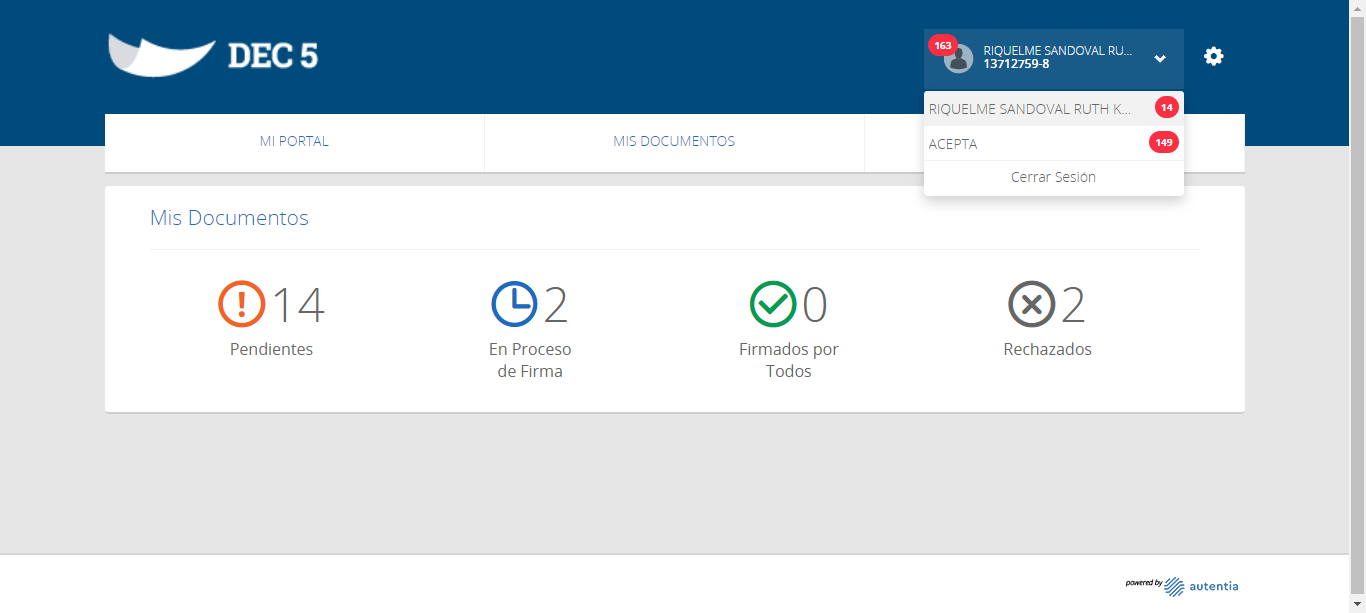 DEC 5
163
RIQUELME SANDOVAL RU...
13712759-8
RIQUELME SANDOVAL RUTH K...
14
ACEPTA
149
Cerrar Sesión
MI PORTAL
MIS DOCUMENTOS
Mis Documentos
14
Pendientes
2
En Proceso
de Firma
0
Firmados por
Todos
2
Rechazados
powered by autentia